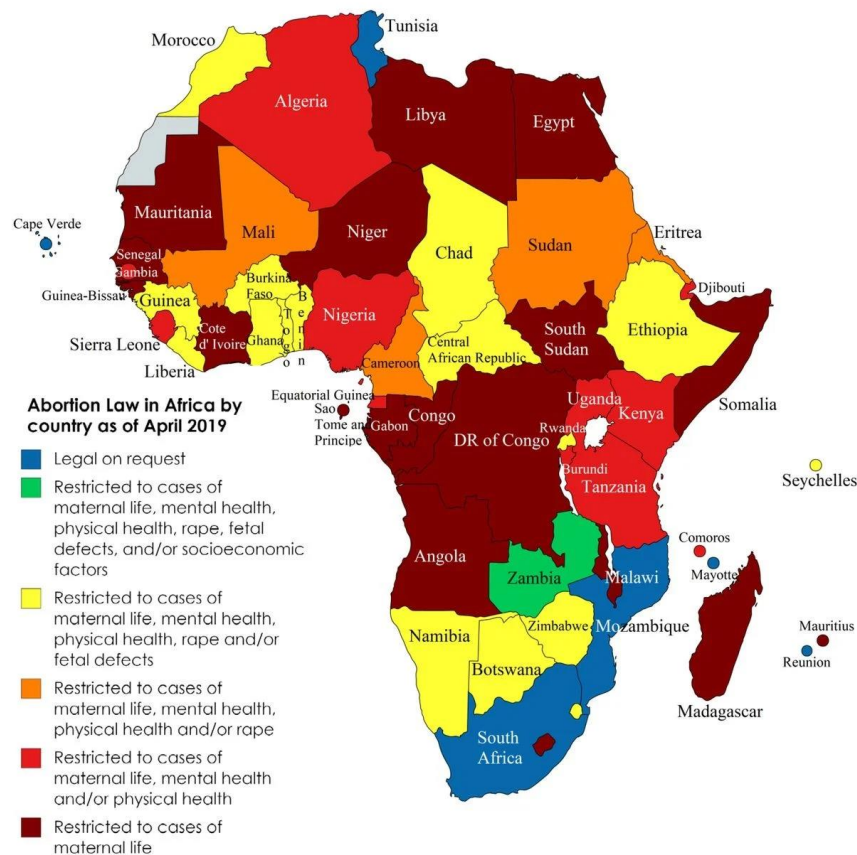 Morocco
Tunisia
Algeria
Libya
Egypt
Mauritania
Cape Verde
Mali
Niger
Chad
Sudan
Eritrea
Senegal
Gambia
Guinea-Bissau
Guinea
Burkina
Faso
Benin
Togo
Ghana
Nigeria
Djibouti
Cote
d' Ivoire
Sierra Leone
Liberia
Cameroon
Central
African Republic
South
Sudan
Ethiopia
Somalia
Equatorial Guinea
Sao
Tome and
Principe
Gabon
Congo
DR of Congo
Uganda
Kenya
Rwanda
Burundi
Tanzania
Seychelles
Comoros
Mayotte
Angola
Zambia
Malawi
Mozambique
Zimbabwe
Namibia
Botswana
Mauritius
Reunion
Madagascar
South
Africa
Abortion Law in Africa by
country as of April 2019
Legal on request
Restricted to cases of
maternal life, mental health,
physical health, rape, fetal
defects, and/or socioeconomic
factors
Restricted to cases of
maternal life, mental health,
physical health, rape and/or
fetal defects
Restricted to cases of
maternal life, mental health,
physical health and/or rape
Restricted to cases of
maternal life, mental health
and/or physical health
Restricted to cases of
maternal life